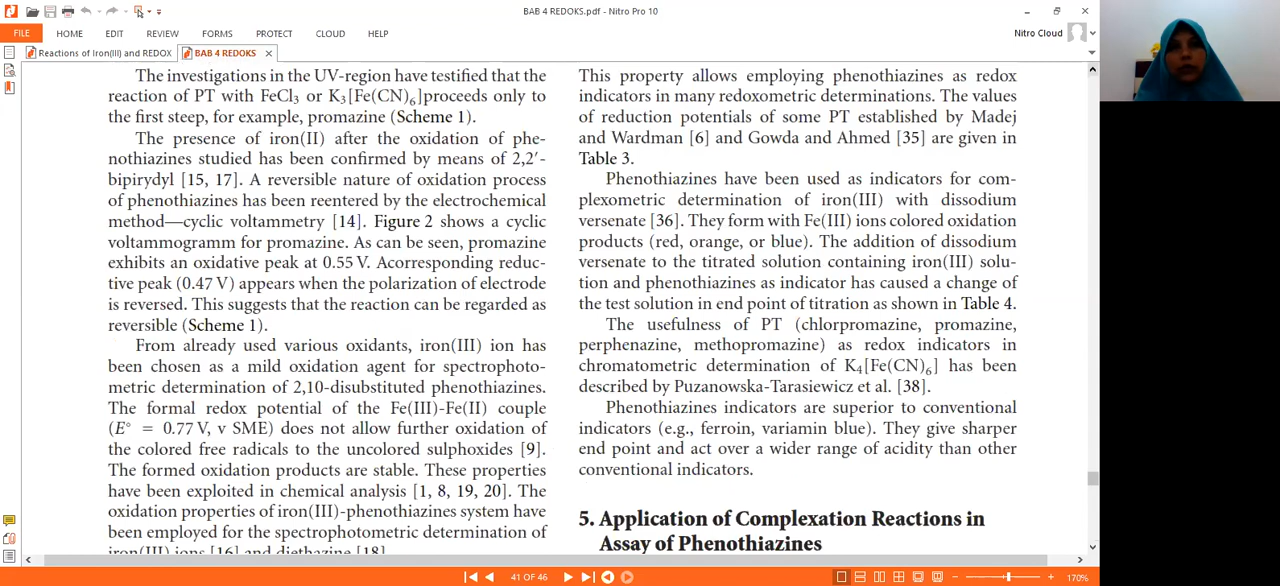 BAB 4 REDOKS.pdf - Nitro Pro 10
FILE HOME EDIT REVIEW FORMS PROTECT CLOUD HELP
Nitro Cloud
Reactions of Iron(III) and REDOX BAB 4 REDOKS
The investigations in the UV-region have testified that the
reaction of PT with FeCl3 or K3[Fe(CN)6]proceeds only to
the first steep, for example, promazine (Scheme 1).
The presence of iron(II) after the oxidation of phe-
nothiazines studied has been confirmed by means of 2,2′-
bipirydyl [15, 17]. A reversible nature of oxidation process
of phenothiazines has been reentered by the electrochemical
method—cyclic voltammetry [14]. Figure 2 shows a cyclic
voltammogramm for promazine. As can be seen, promazine
exhibits an oxidative peak at 0.55 V. Acorresponding reduc-
tive peak (0.47 V) appears when the polarization of electrode
is reversed. This suggests that the reaction can be regarded as
reversible (Scheme 1).
From already used various oxidants, iron(III) ion has
been chosen as a mild oxidation agent for spectrophoto-
metric determination of 2,10-disubstituted phenothiazines.
The formal redox potential of the Fe(III)-Fe(II) couple
(E° = 0.77 V, v SME) does not allow further oxidation of
the colored free radicals to the uncolored sulphoxides [9].
The formed oxidation products are stable. These properties
have been exploited in chemical analysis [1, 8, 19, 20]. The
oxidation properties of iron(III)-phenothiazines system have
been employed for the spectrophotometric determination of
iron(III) ions [16] and diethazine [18].
This property allows employing phenothiazines as redox
indicators in many redoxometric determinations. The values
of reduction potentials of some PT established by Madej
and Wardman [6] and Gowda and Ahmed [35] are given in
Table 3.
Phenothiazines have been used as indicators for com-
plexometric determination of iron(III) with dissodium
versenate [36]. They form with Fe(III) ions colored oxidation
products (red, orange, or blue). The addition of dissodium
versenate to the titrated solution containing iron(III) solu-
tion and phenothiazines as indicator has caused a change of
the test solution in end point of titration as shown in Table 4.
The usefulness of PT (chlorpromazine, promazine,
perphenazine, methopromazine) as redox indicators in
chromatometric determination of K4[Fe(CN)6] has been
described by Puzanowska-Tarasiewicz et al. [38].
Phenothiazines indicators are superior to conventional
indicators (e.g., ferroin, variamin blue). They give sharper
end point and act over a wider range of acidity than other
conventional indicators.
5. Application of Complexation Reactions in
Assay of Phenothiazines
41 OF 46
170%